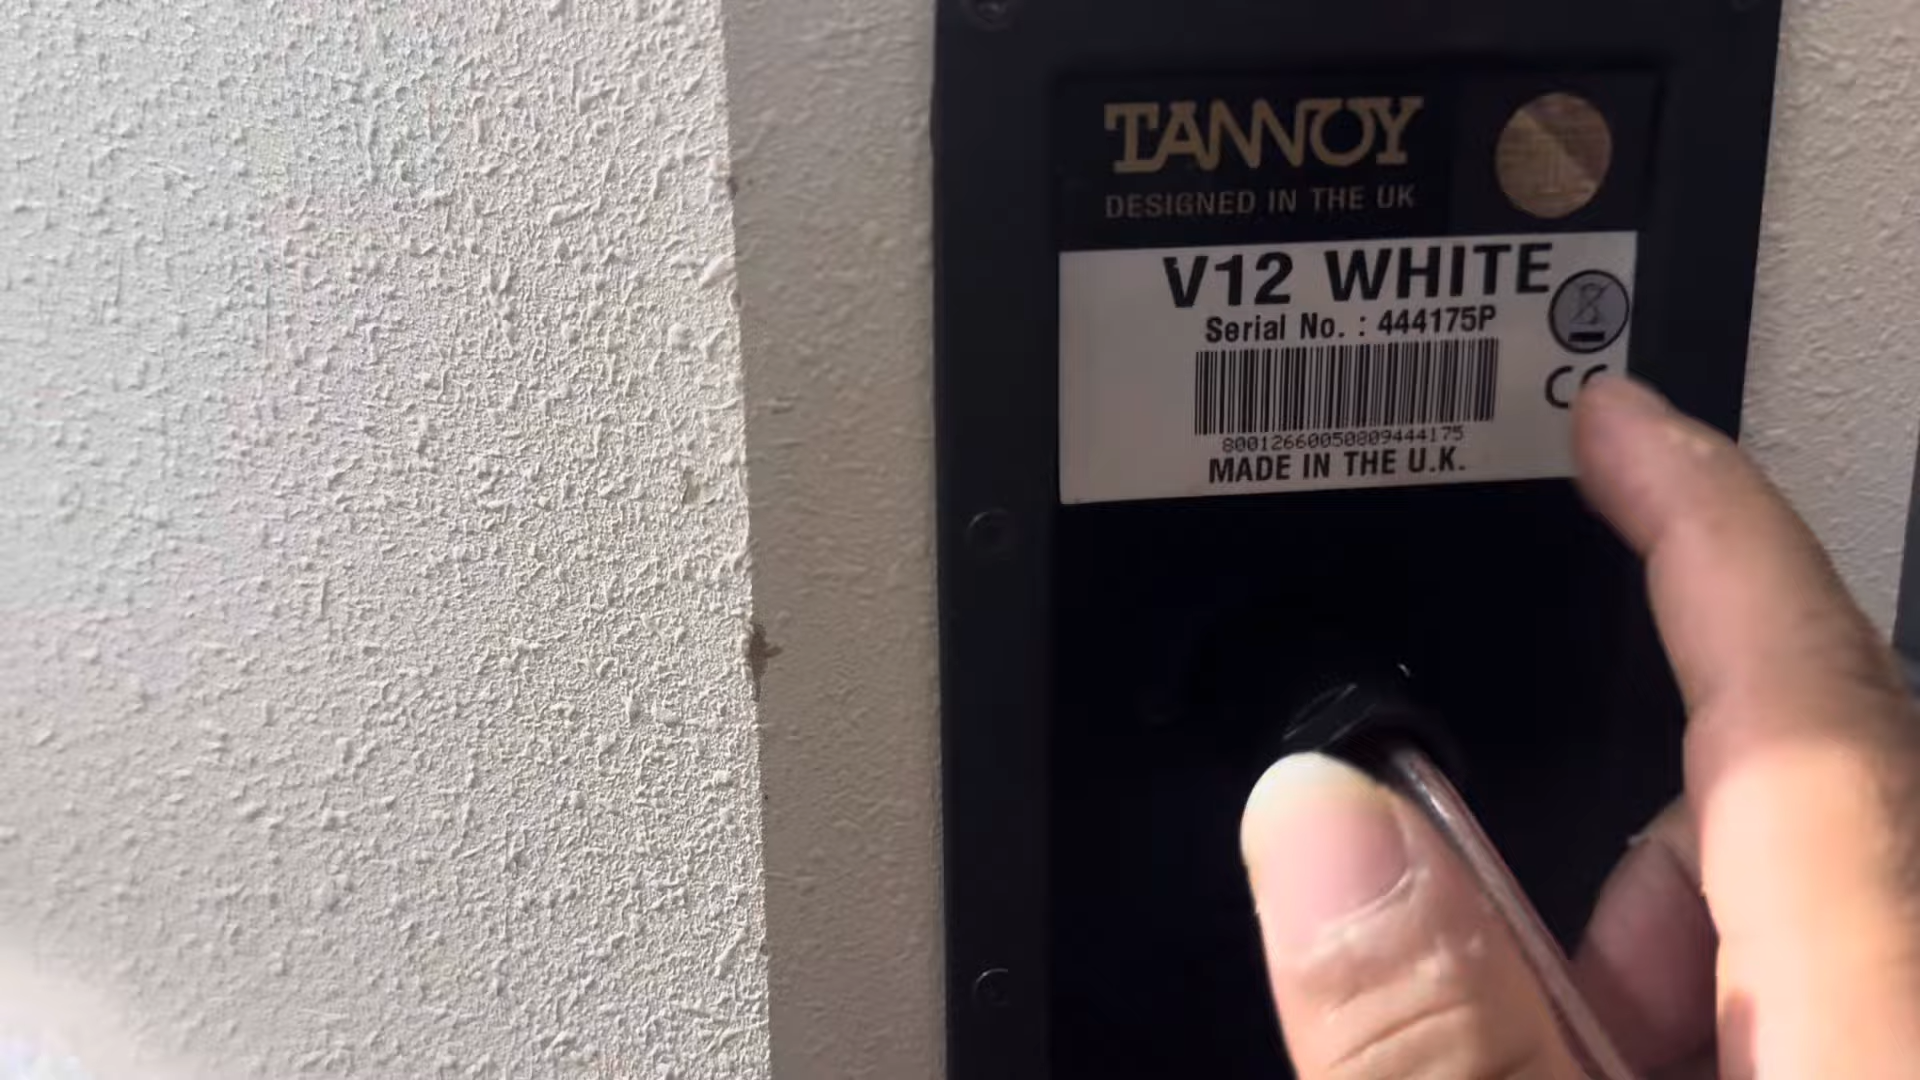 TANNOY
DESIGNED IN THE UK
V12 WHITE
Serial No. : 444175P
CE
80012660050809444175
MADE IN THE U.K.